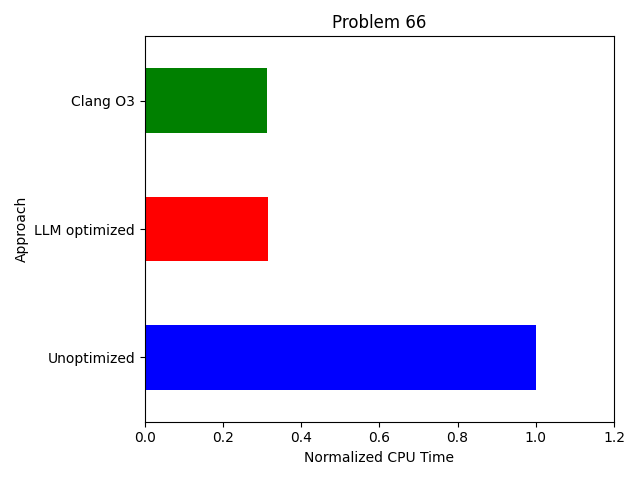 Problem 66
Approach
Clang O3
LLM optimized
Unoptimized
0.0 0.2 0.4 0.6 0.8 1.0 1.2
Normalized CPU Time